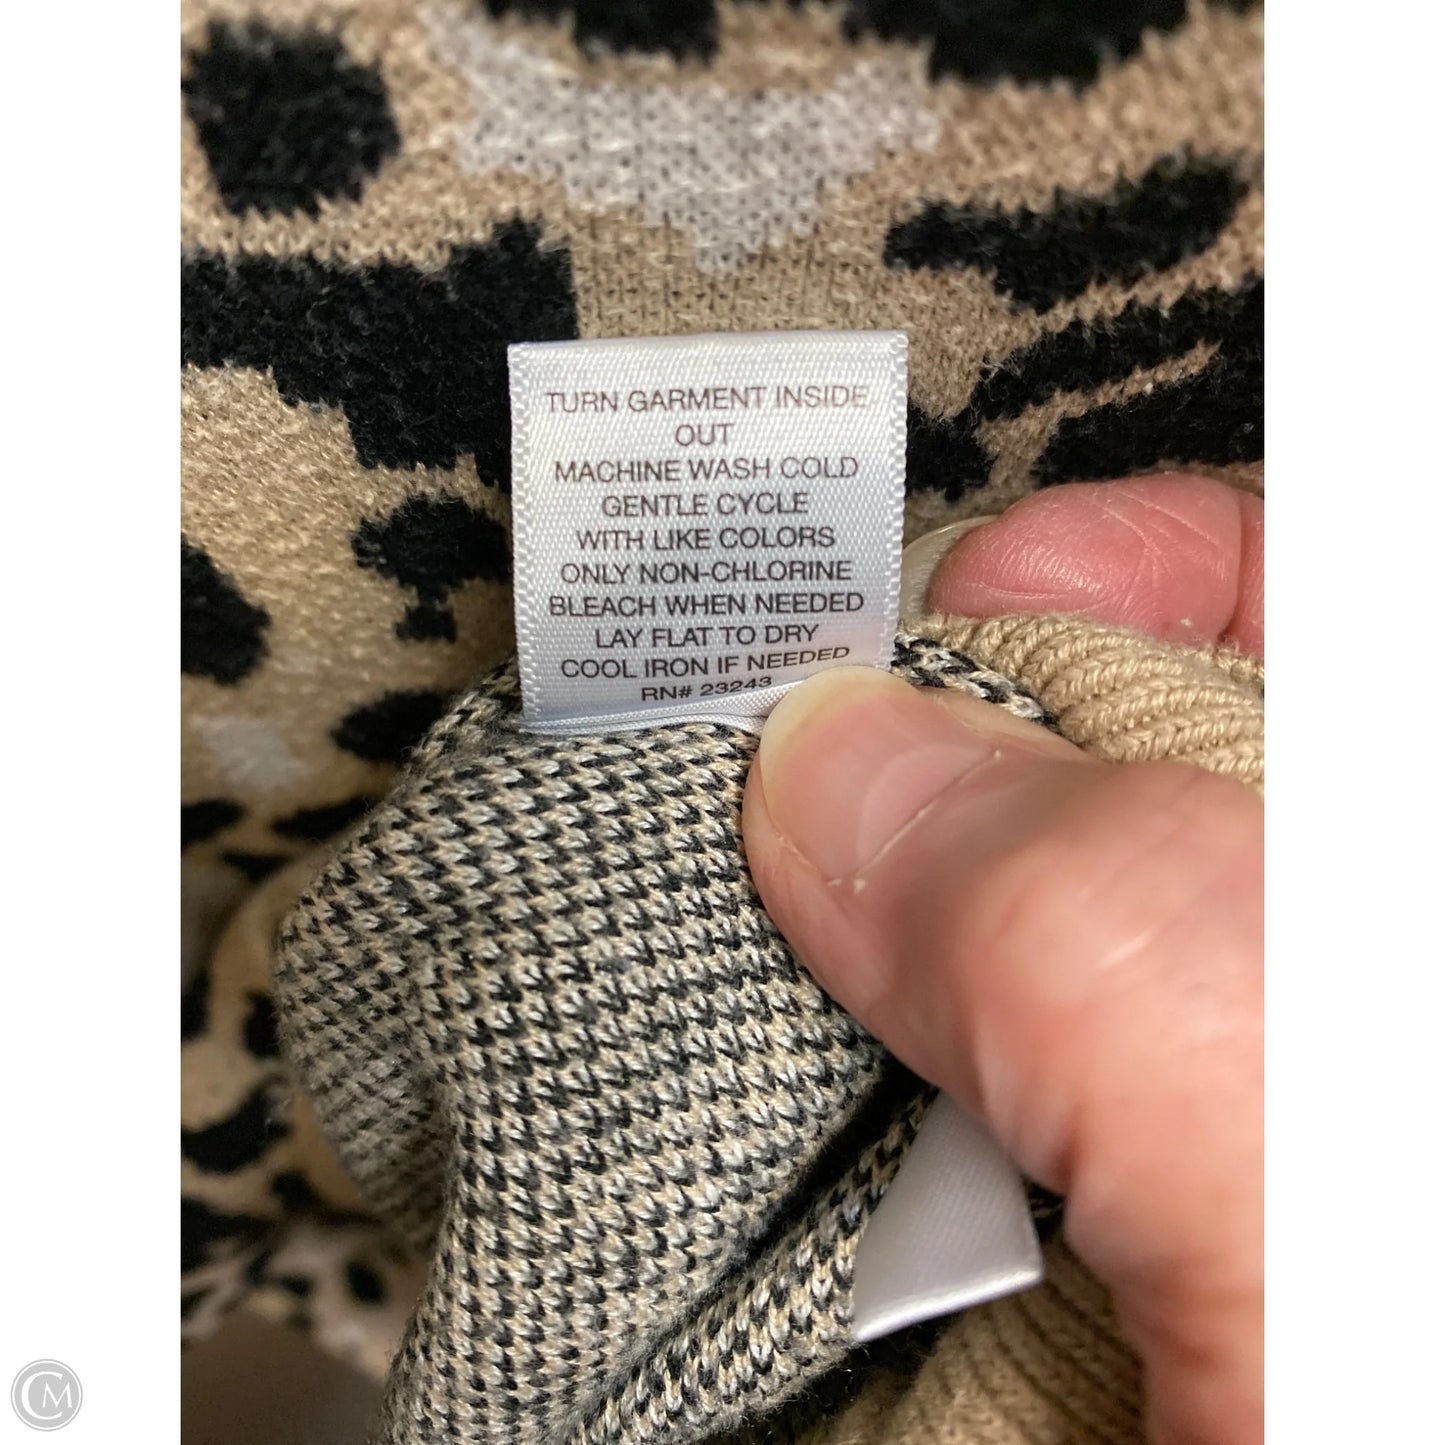 TURN GARMENT INSIDE
OUT
MACHINE WASH COLD
GENTLE CYCLE
WITH LIKE COLORS
ONLY NON-CHLORINE
BLEACH WHEN NEEDED
LAY FLAT TO DRY
COOL IRON IF NEEDED
RN# 23243
CM